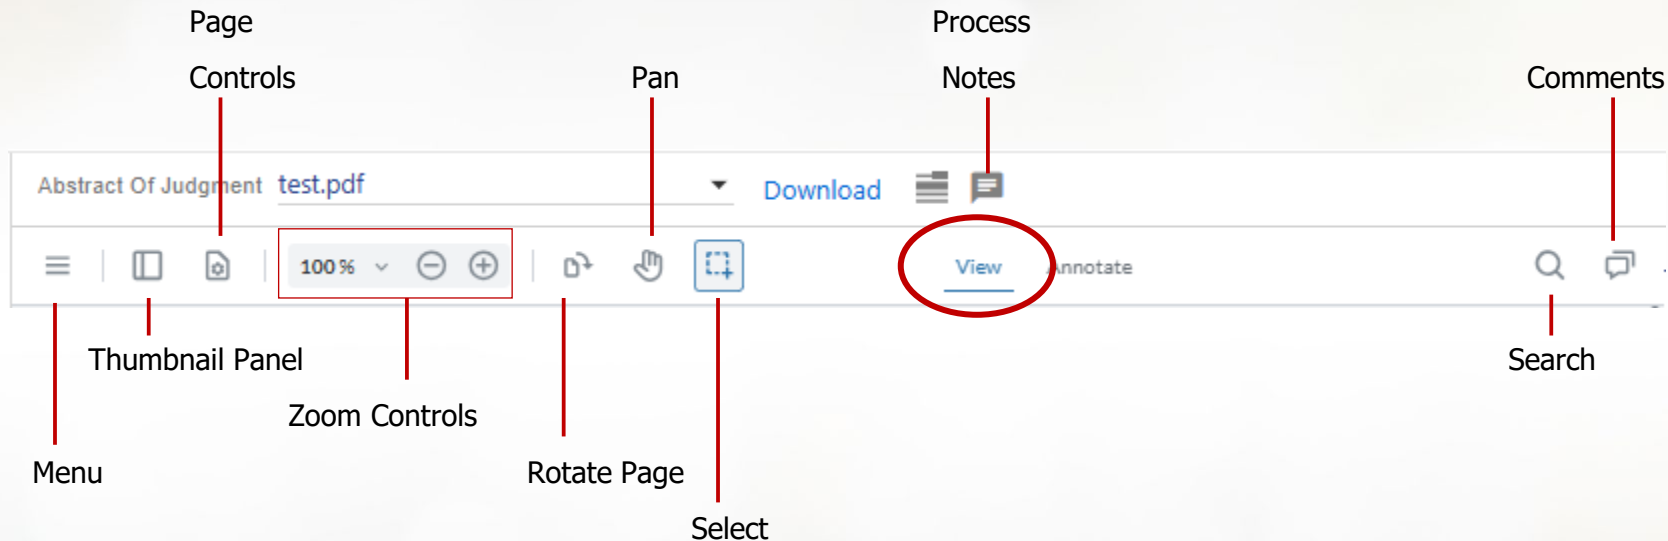 Page Controls
Pan
Process Notes
Comments
Abstract Of Judgment test.pdf Download
100% View Annotate
Thumbnail Panel
Search
Zoom Controls
Menu
Rotate Page
Select